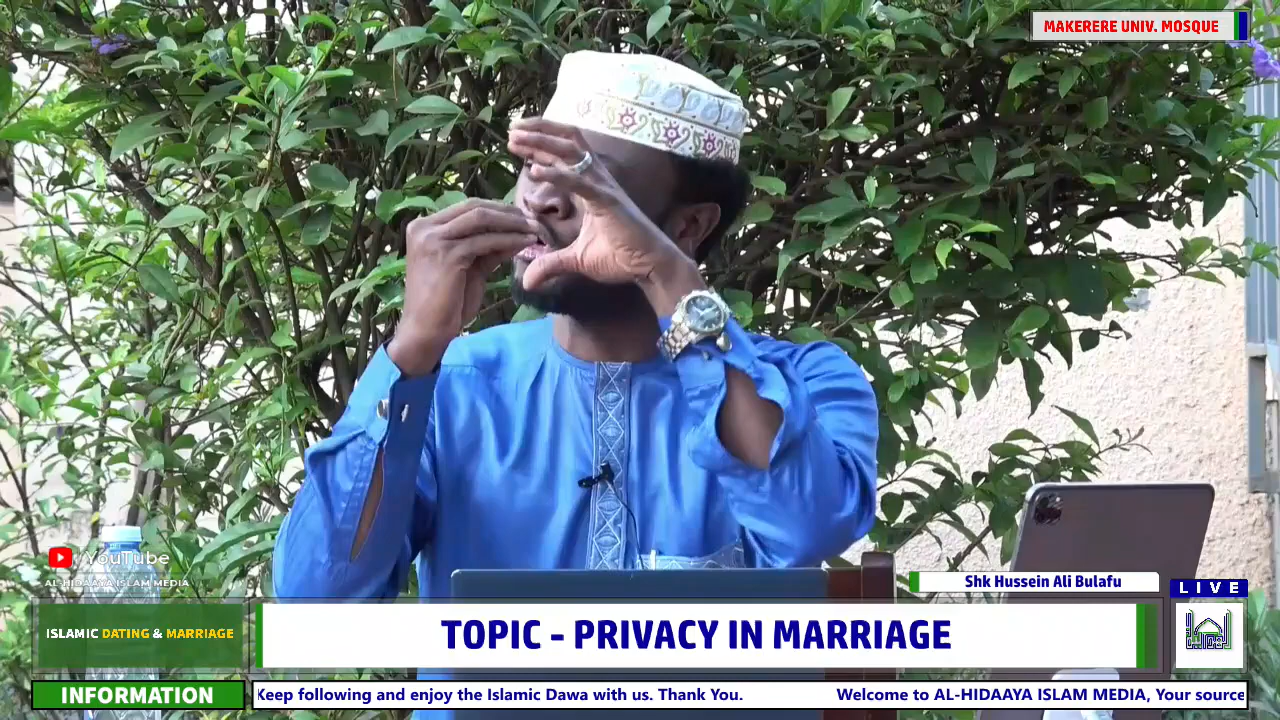 MAKERERE UNIV. MOSQUE
/YouTube
AL-HIDAAYA ISLAM MEDIA
Shk Hussein Ali Bulafu
LIVE
ISLAMIC DATING & MARRIAGE
TOPIC - PRIVACY IN MARRIAGE
INFORMATION
Keep following and enjoy the Islamic Dawa with us. Thank You. Welcome to AL-HIDAAYA ISLAM MEDIA, Your source